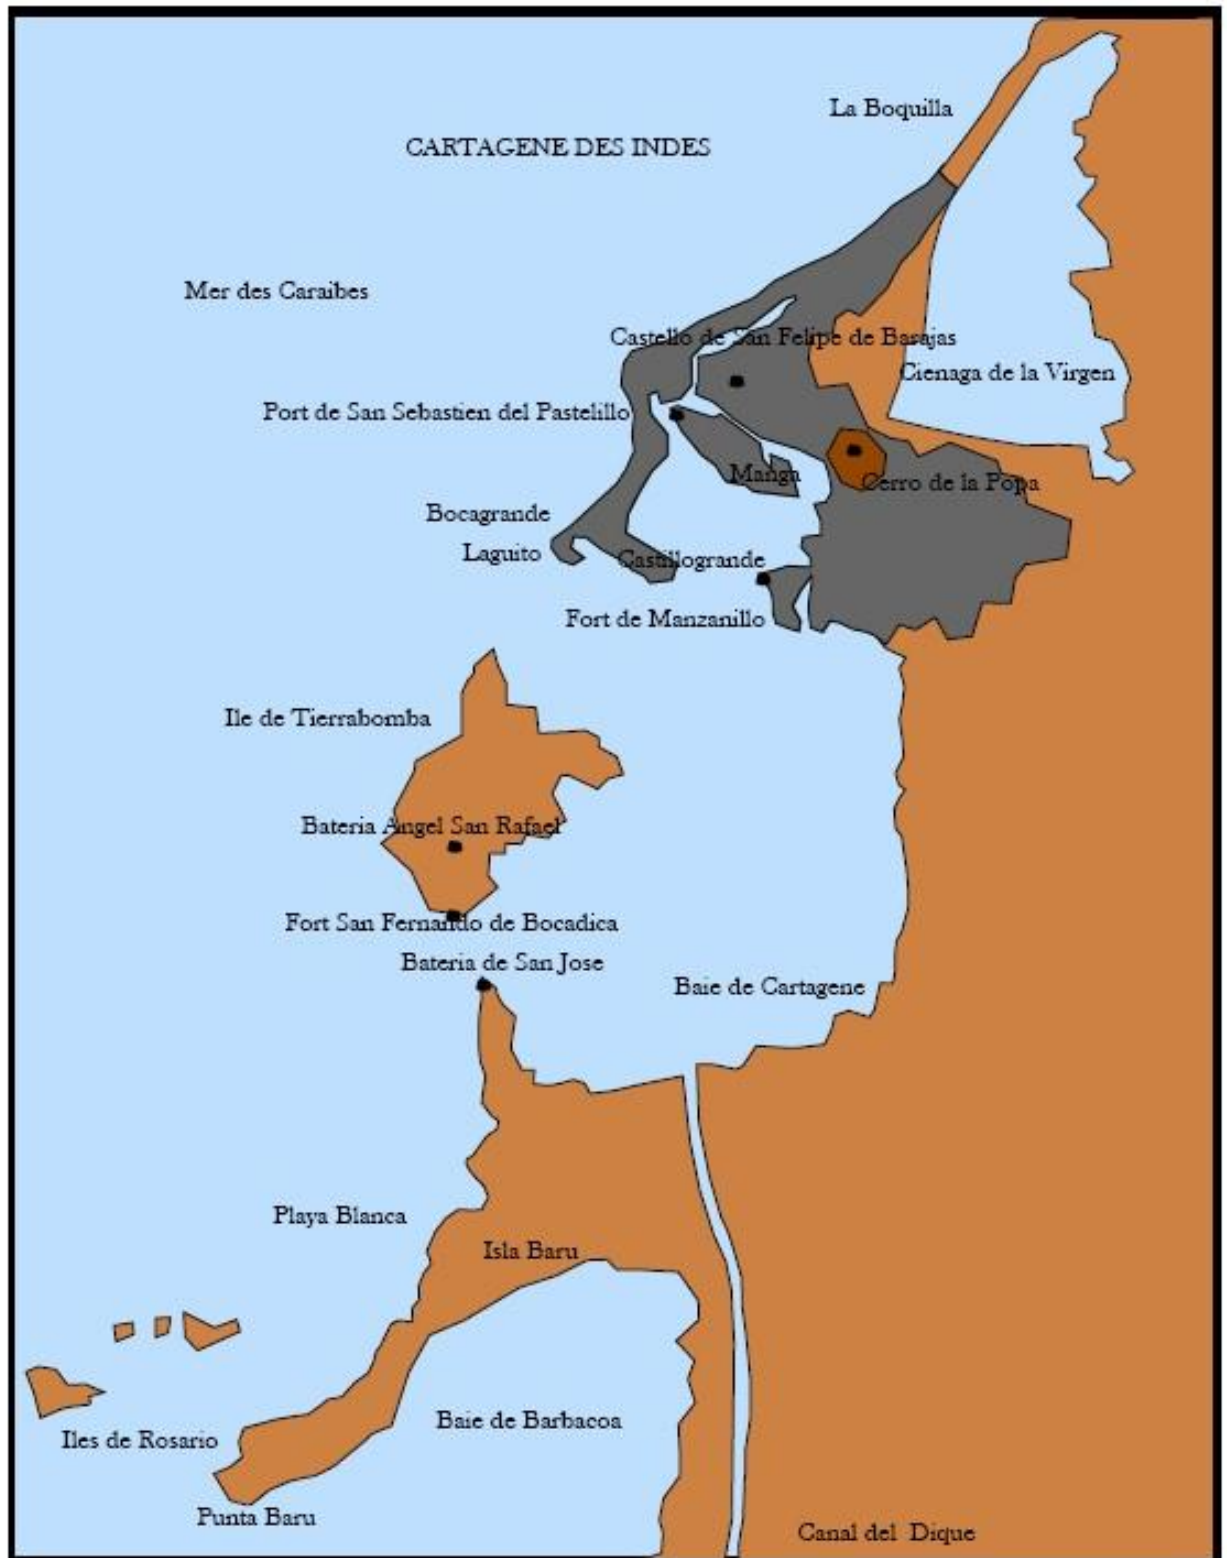 La Boquilla
CARTAGENE DES INDES
Mer des Caraibes
Castello de San Felipe de Barajas
Cienaga de la Virgen
Port de San Sebastien del Pastelillo
Manga
Cerro de la Popa
Bocagrande
Laguito
Castillogrande
Fort de Manzanillo
Ile de Tierrabomba
Bateria Angel San Rafael
Fort San Fernando de Bocadica
Bateria de San Jose
Baie de Cartagene
Playa Blanca
Isla Baru
Baie de Barbacoa
Iles de Rosario
Punta Baru
Canal del Dique